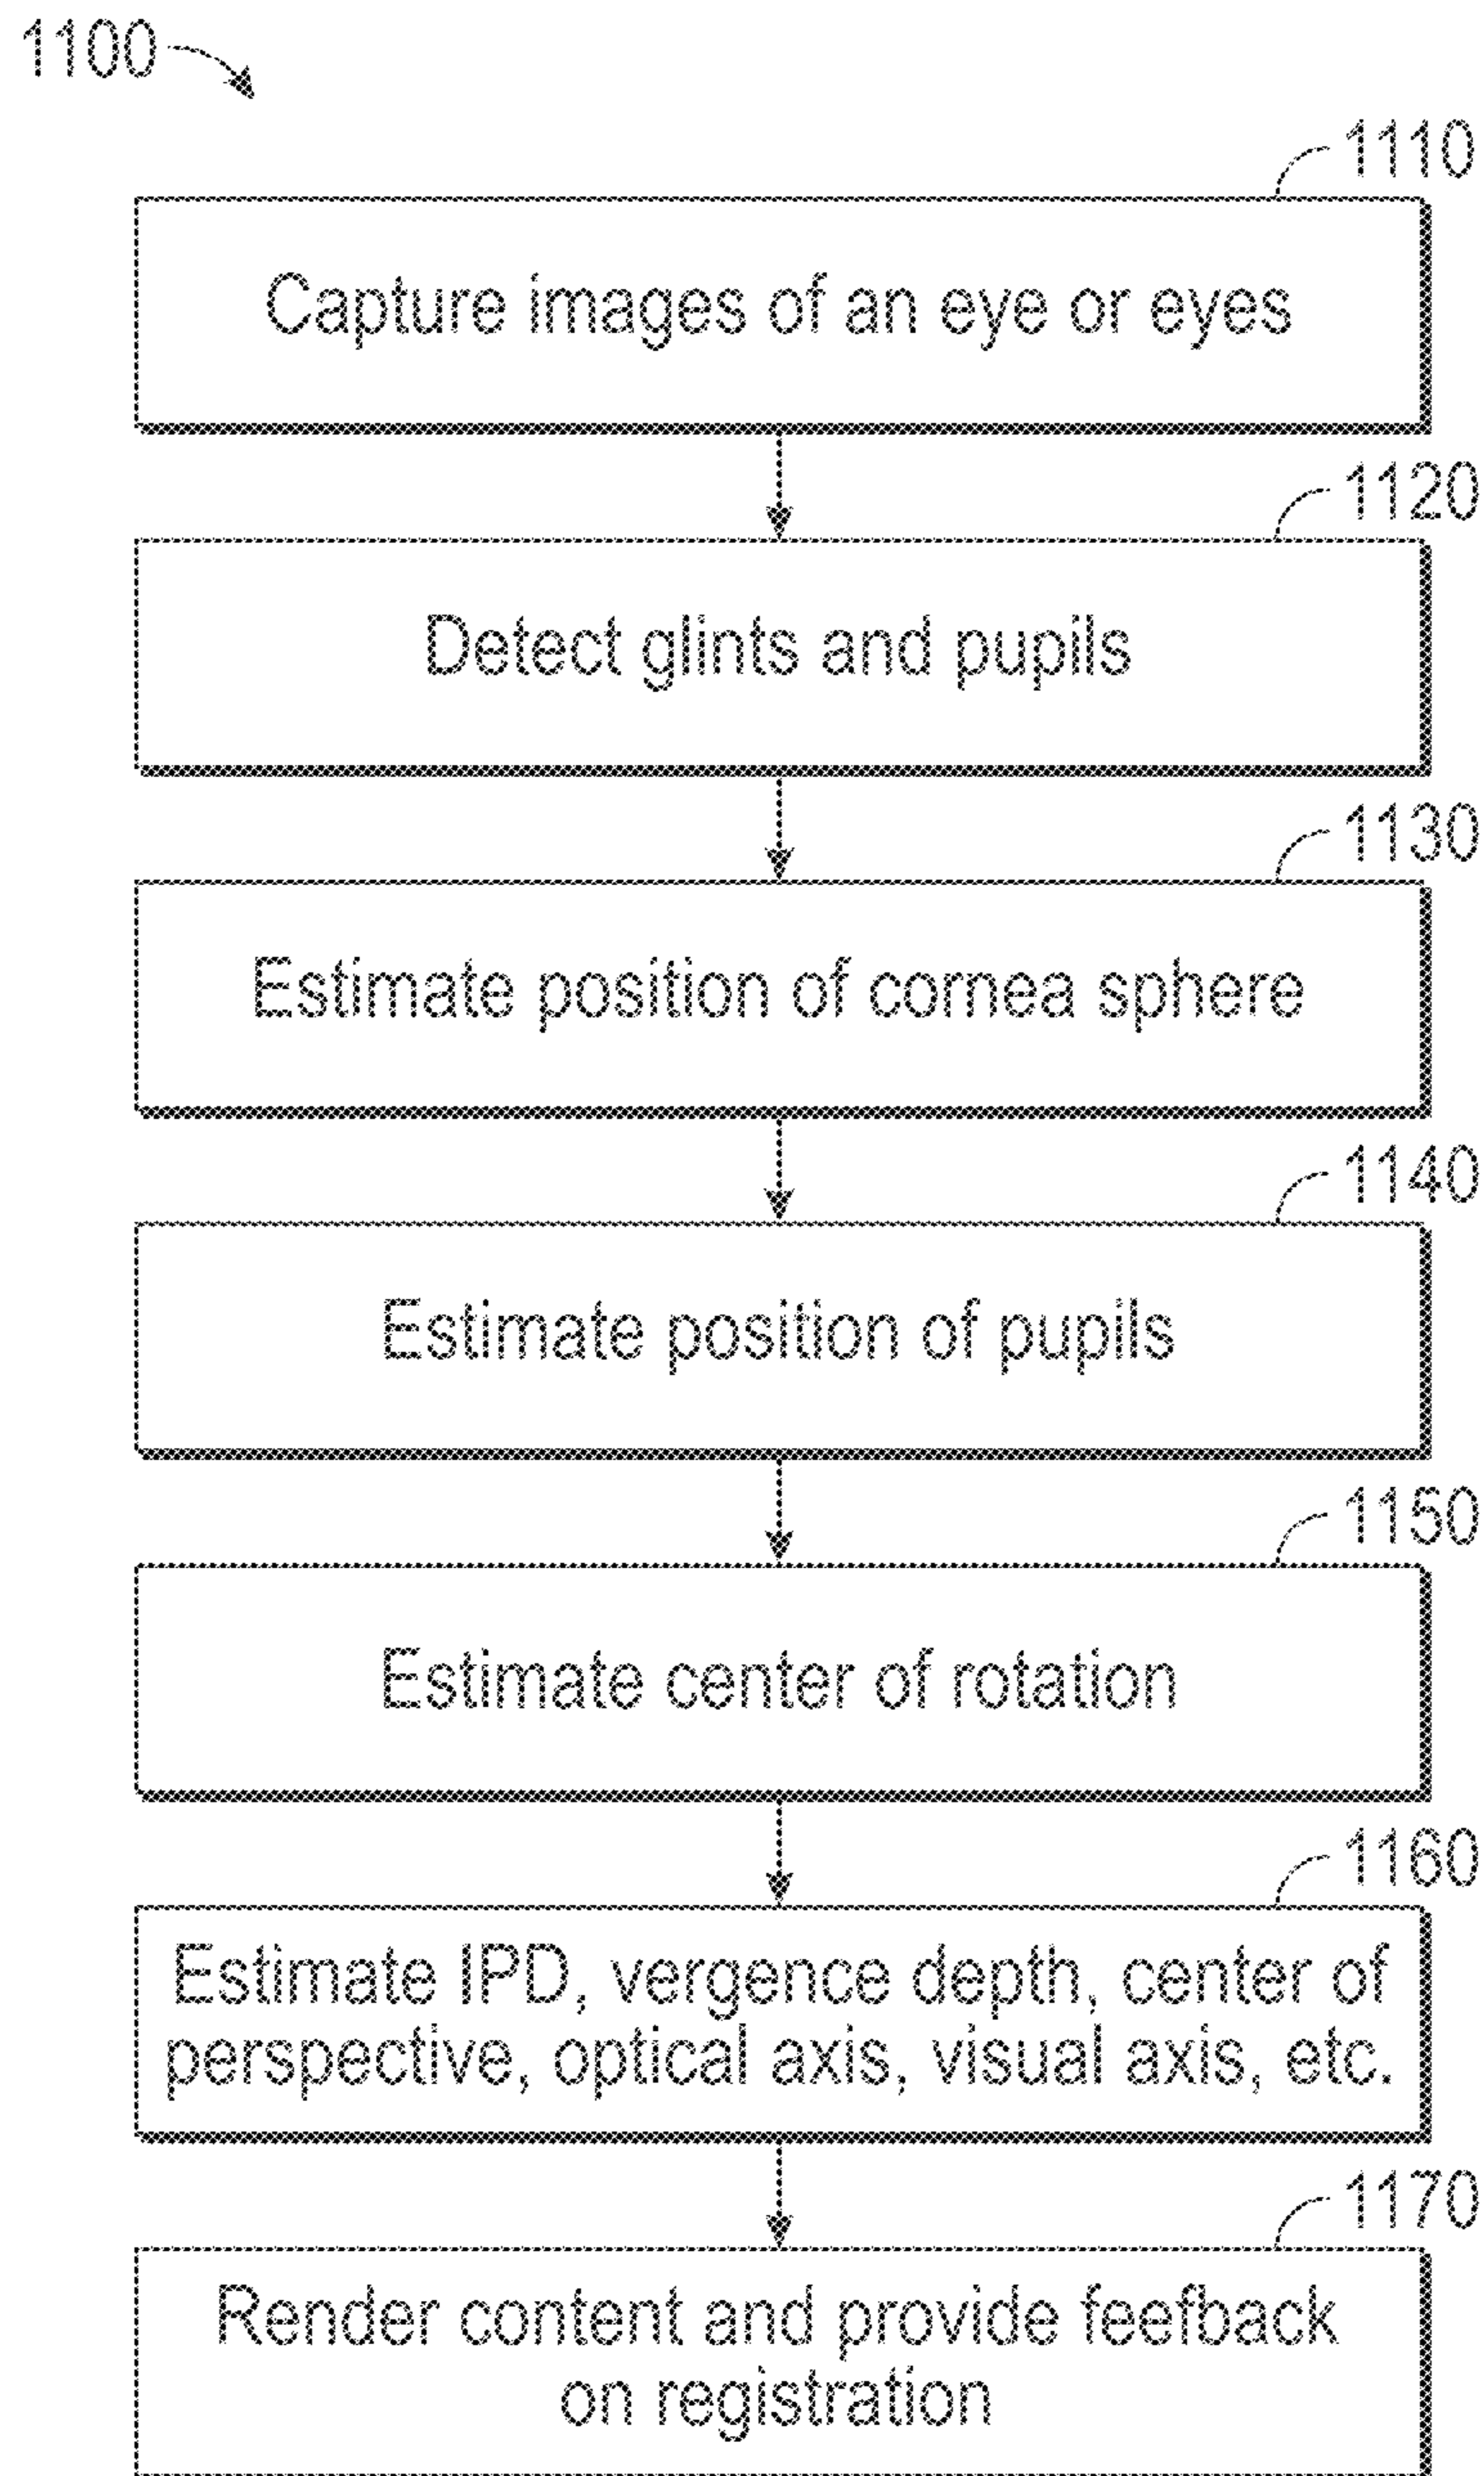 1100
1110
Capture images of an eye or eyes
1120
Detect glints and pupils
1130
Estimate position of cornea sphere
1140
Estimate position of pupils
1150
Estimate center of rotation
1160
Estimate IPD, vergence depth, center of
perspective, optical axis, visual axis, etc.
1170
Render content and provide feefback
on registration